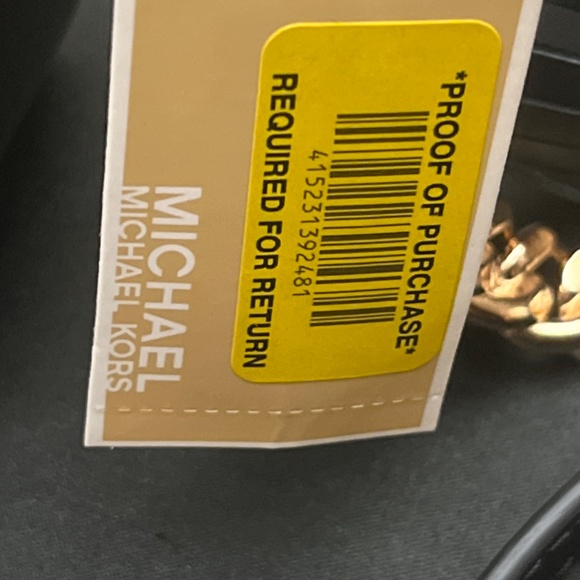 *PROOF OF PURCHASE*
415231392481
REQUIRED FOR RETURN
MICHAEL
MICHAEL KORS